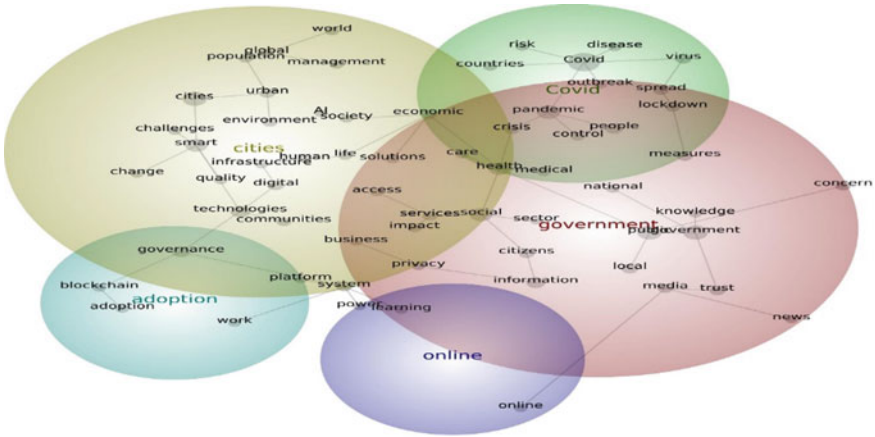 world
global
population
management
risk
disease
Covid
virus
countries
outbreak
Covid
spread
lockdown
urban
cities
AI
society
economic
pandemic
environment
challenges
crisis
people
control
smart
cities
human
life
solutions
care
infrastructure
health
medical
measures
change
quality
digital
access
national
concern
technologies
communities
services
social
sector
knowledge
impact
government
public
government
business
governance
citizens
privacy
local
platform
system
information
blockchain
adoption
adoption
media
trust
power
learning
work
news
online
online